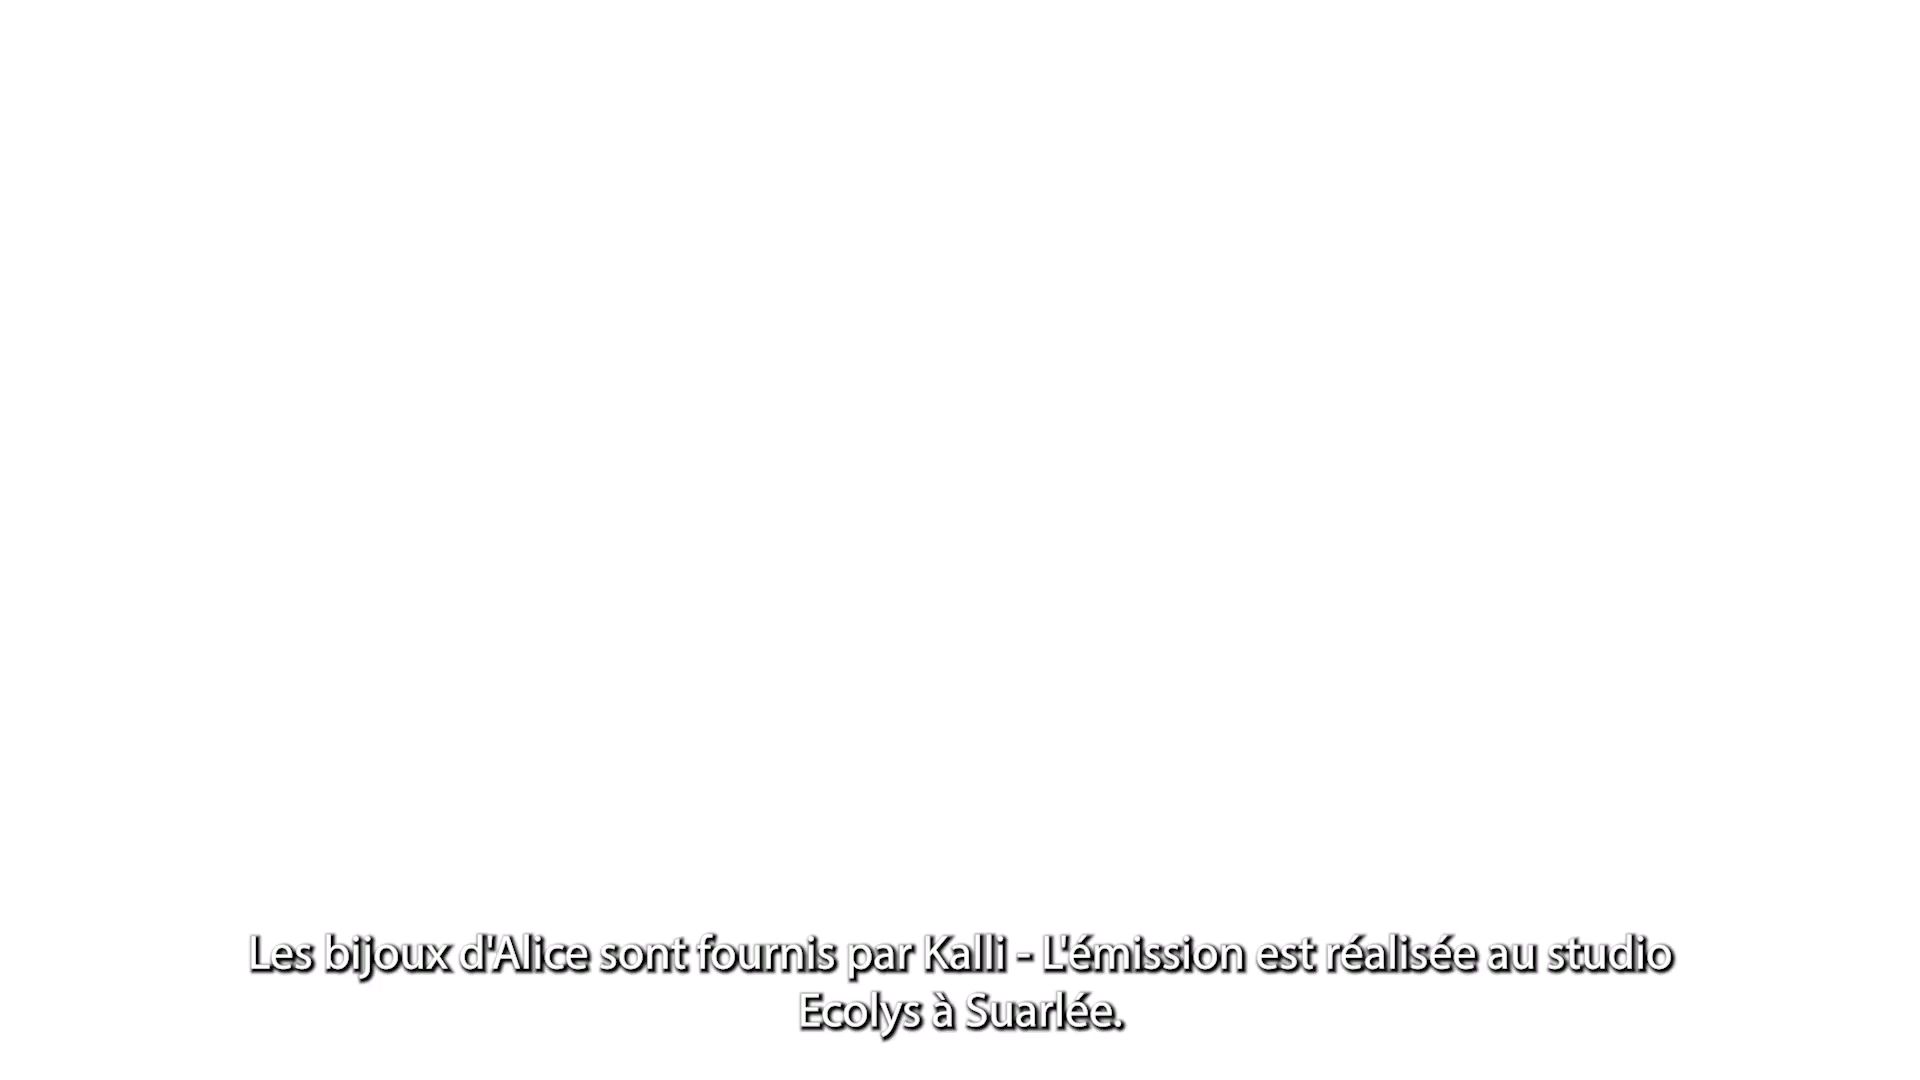 Les bijoux d'Alice sont fournis par Kalli - L'émission est réalisée au studio
Ecolys à Suarlée.